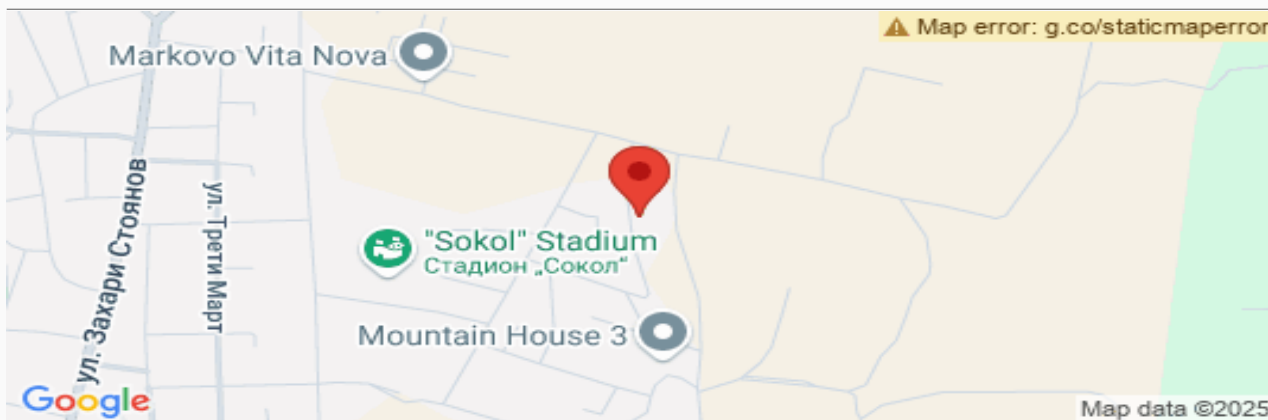 Map error: g.co/staticmaperror
Markovo Vita Nova
ул. Захари Стоянов
ул. Трети Март
"Sokol" Stadium
Стадион „Сокол“
Mountain House 3
Google
Map data ©2025